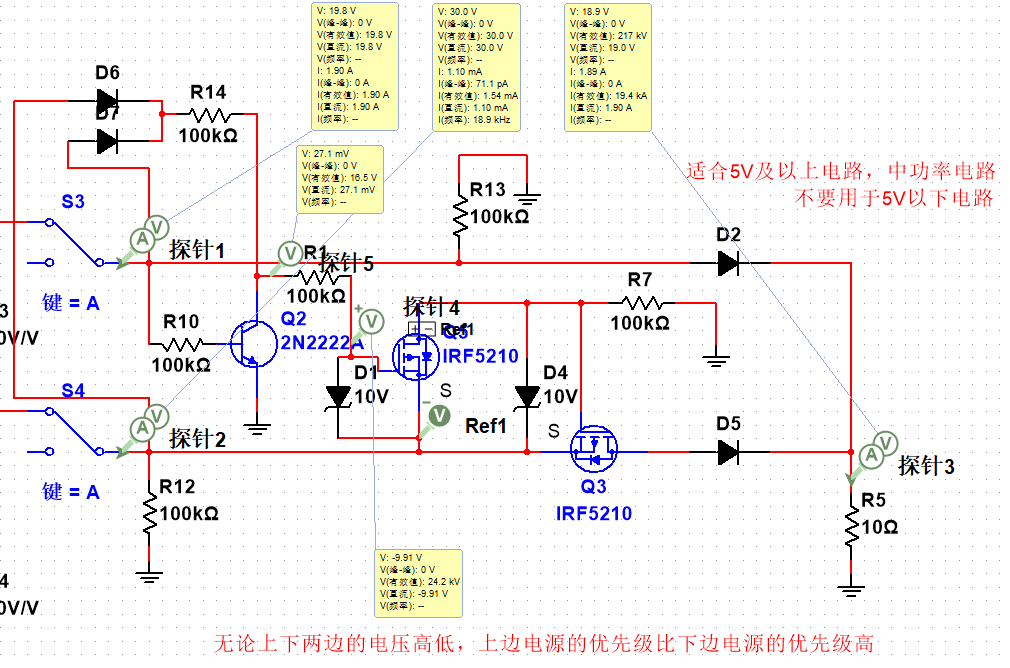 V: 19.8 V
V(峰-峰): 0 V
V(有效值): 19.8 V
V(直流): 19.8 V
V(频率): --
I: 1.90 A
I(峰-峰): 0 A
I(有效值): 1.90 A
I(直流): 1.90 A
I(频率): --
V: 30.0 V
V(峰-峰): 0 V
V(有效值): 30.0 V
V(直流): 30.0 V
V(频率): --
I: 1.10 mA
I(峰-峰): 71.1 pA
I(有效值): 1.54 mA
I(直流): 1.10 mA
I(频率): 18.9 kHz
V: 18.9 V
V(峰-峰): 0 V
V(有效值): 217 kV
V(直流): 19.0 V
V(频率): --
I: 1.89 A
I(峰-峰): 0 A
I(有效值): 19.4 kA
I(直流): 1.90 A
I(频率): --
D6
D7
R14
100kΩ
V: 27.1 mV
V(峰-峰): 0 V
V(有效值): 16.5 V
V(直流): 27.1 mV
V(频率): --
适合5V及以上电路，中功率电路
不要用于5V以下电路
S3
A
V
探针1
键 = A
R13
100kΩ
D2
V
R1
探针5
100kΩ
R7
100kΩ
3
0V/V
R10
100kΩ
Q2
2N2222A
探针4
+
V
+ −
Ref1
Q5
IRF5210
D1
10V
S
D4
10V
− V
Ref1
S
Q3
IRF5210
D5
S4
A
V
探针2
键 = A
R12
100kΩ
A
V
探针3
R5
10Ω
4
0V/V
V: -9.91 V
V(峰-峰): 0 V
V(有效值): 24.2 kV
V(直流): -9.91 V
V(频率): --
无论上下两边的电压高低，上边电源的优先级比下边电源的优先级高